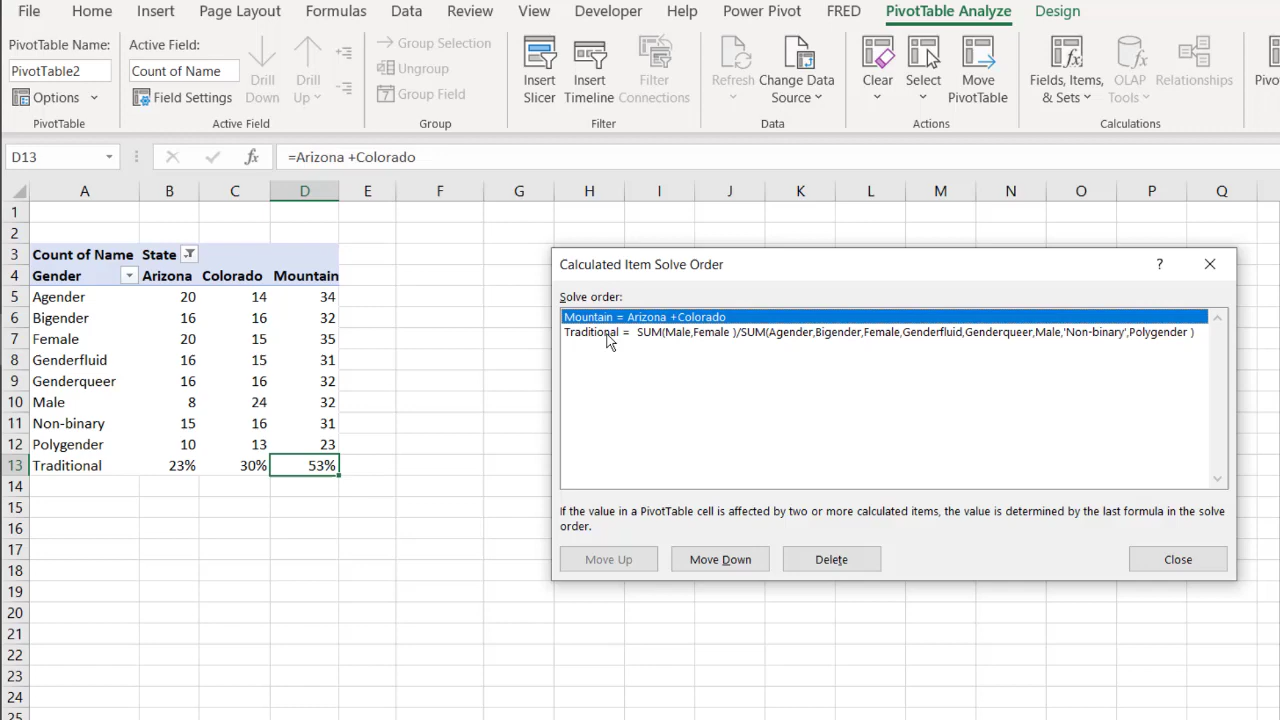 File Home Insert Page Layout Formulas Data Review View Developer Help Power Pivot FRED PivotTable Analyze Design
PivotTable Name:
PivotTable2
Options
PivotTable
Active Field:
Count of Name
Field Settings
Drill
Down
Drill
Up
Active Field
Group Selection
Ungroup
Group Field
Group
Insert
Slicer
Insert
Timeline
Filter
Connections
Filter
Refresh
Change Data
Source
Data
Clear
Select
Move
PivotTable
Actions
Fields, Items,
& Sets
OLAP
Tools
Relationships
Calculations
Pivo
D13 fx =Arizona +Colorado
A B C D E F G H I J K L M N O P Q
1
2
3 Count of Name State
4 Gender Arizona Colorado Mountain
5 Agender 20 14 34
6 Bigender 16 16 32
7 Female 20 15 35
8 Genderfluid 16 15 31
9 Genderqueer 16 16 32
10 Male 8 24 32
11 Non-binary 15 16 31
12 Polygender 10 13 23
13 Traditional 23% 30% 53%
14
15
16
17
18
19
20
21
22
23
24
25
Calculated Item Solve Order ?
Solve order:
Mountain = Arizona +Colorado
Traditional = SUM(Male,Female )/SUM(Agender,Bigender,Female,Genderfluid,Genderqueer,Male,'Non-binary',Polygender )
If the value in a PivotTable cell is affected by two or more calculated items, the value is determined by the last formula in the solve
order.
Move Up Move Down Delete Close